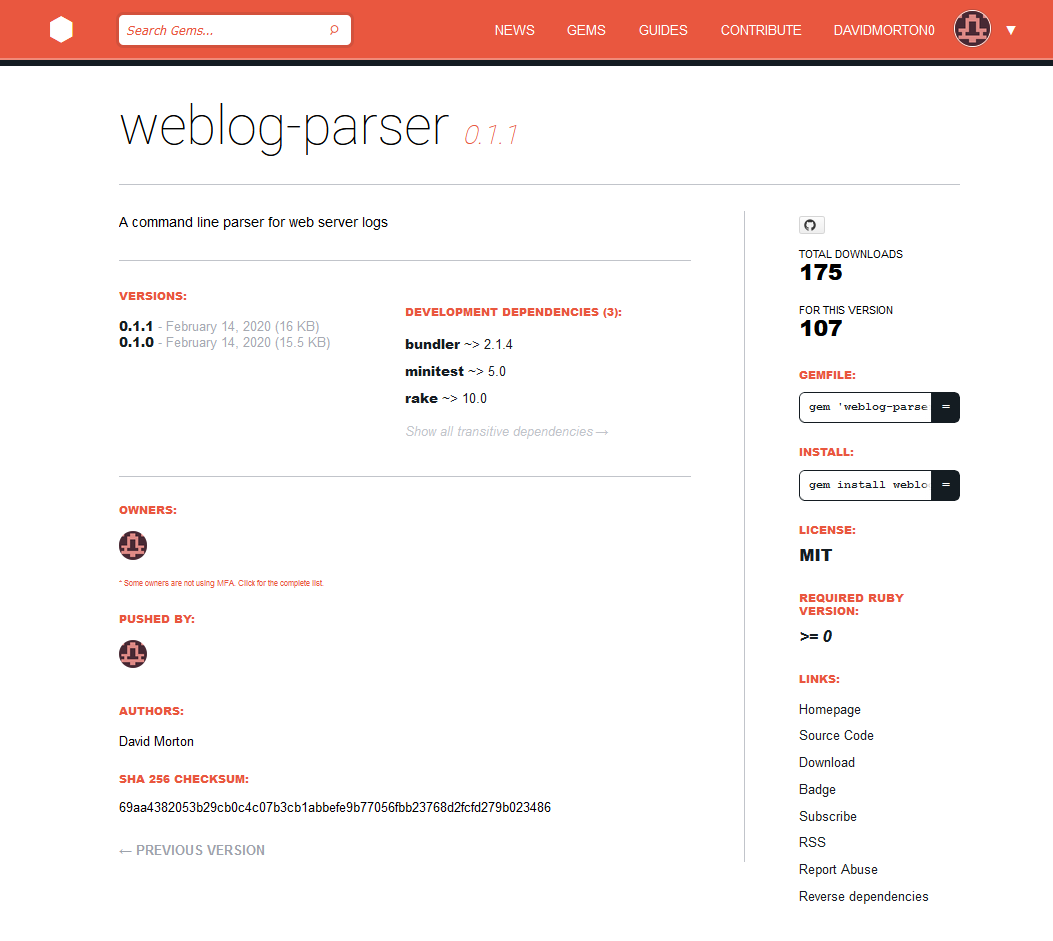 Search Gems...
NEWS
GEMS
GUIDES
CONTRIBUTE
DAVIDMORTON0
weblog-parser 0.1.1
A command line parser for web server logs
VERSIONS:
0.1.1 - February 14, 2020 (16 KB)
0.1.0 - February 14, 2020 (15.5 KB)
DEVELOPMENT DEPENDENCIES (3):
bundler ~> 2.1.4
minitest ~> 5.0
rake ~> 10.0
Show all transitive dependencies →
OWNERS:
* Some owners are not using MFA. Click for the complete list.
PUSHED BY:
AUTHORS:
David Morton
SHA 256 CHECKSUM:
69aa4382053b29cb0c4c07b3cb1abbefe9b77056fbb23768d2fcfd279b023486
← PREVIOUS VERSION
TOTAL DOWNLOADS
175
FOR THIS VERSION
107
GEMFILE:
gem 'weblog-parse
=
INSTALL:
gem install weblo
=
LICENSE:
MIT
REQUIRED RUBY
VERSION:
>= 0
LINKS:
Homepage
Source Code
Download
Badge
Subscribe
RSS
Report Abuse
Reverse dependencies